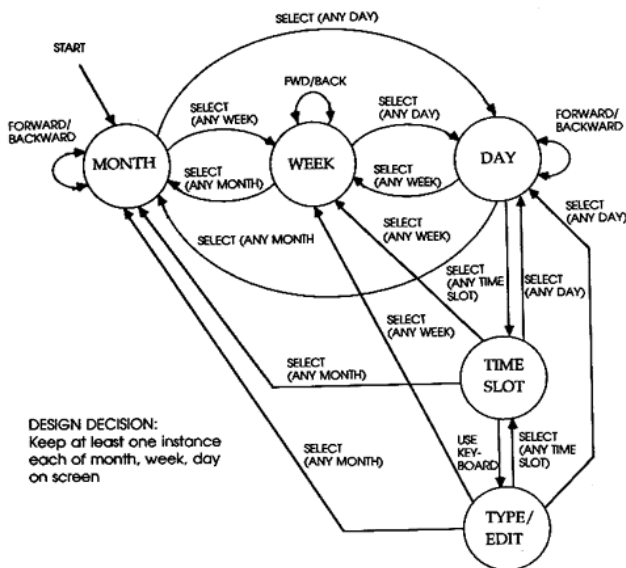 SELECT (ANY DAY)
START
FWD/BACK
SELECT
(ANY WEEK)
SELECT
(ANY DAY)
FORWARD/
BACKWARD
FORWARD/
BACKWARD
MONTH
WEEK
DAY
SELECT
(ANY MONTH)
SELECT
(ANY WEEK)
SELECT
(ANY DAY)
SELECT (ANY MONTH
SELECT
(ANY WEEK)
SELECT
(ANY TIME
SLOT)
SELECT
(ANY DAY)
SELECT
(ANY WEEK)
SELECT
(ANY MONTH)
TIME
SLOT
DESIGN DECISION:
Keep at least one instance
each of month, week, day
on screen
SELECT
(ANY MONTH)
USE
KEY-
BOARD
SELECT
(ANY TIME
SLOT)
TYPE/
EDIT